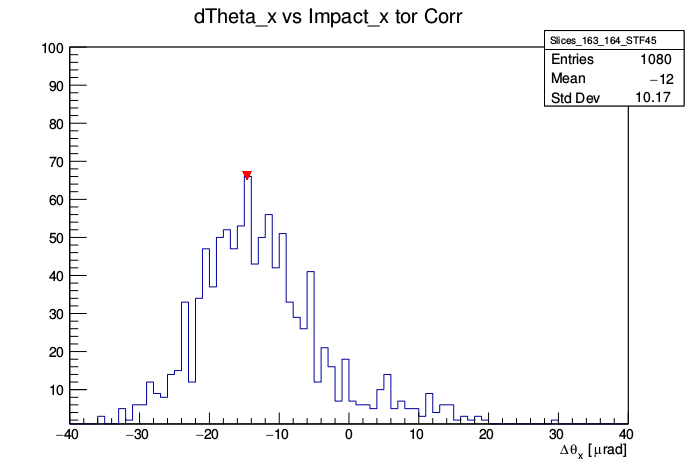 dTheta_x vs Impact_x tor Corr
Slices_163_164_STF45
Entries 1080
Mean −12
Std Dev 10.17
100
90
80
70
60
50
40
30
20
10
−40 −30 −20 −10 0 10 20 30 40
Δθx [μrad]